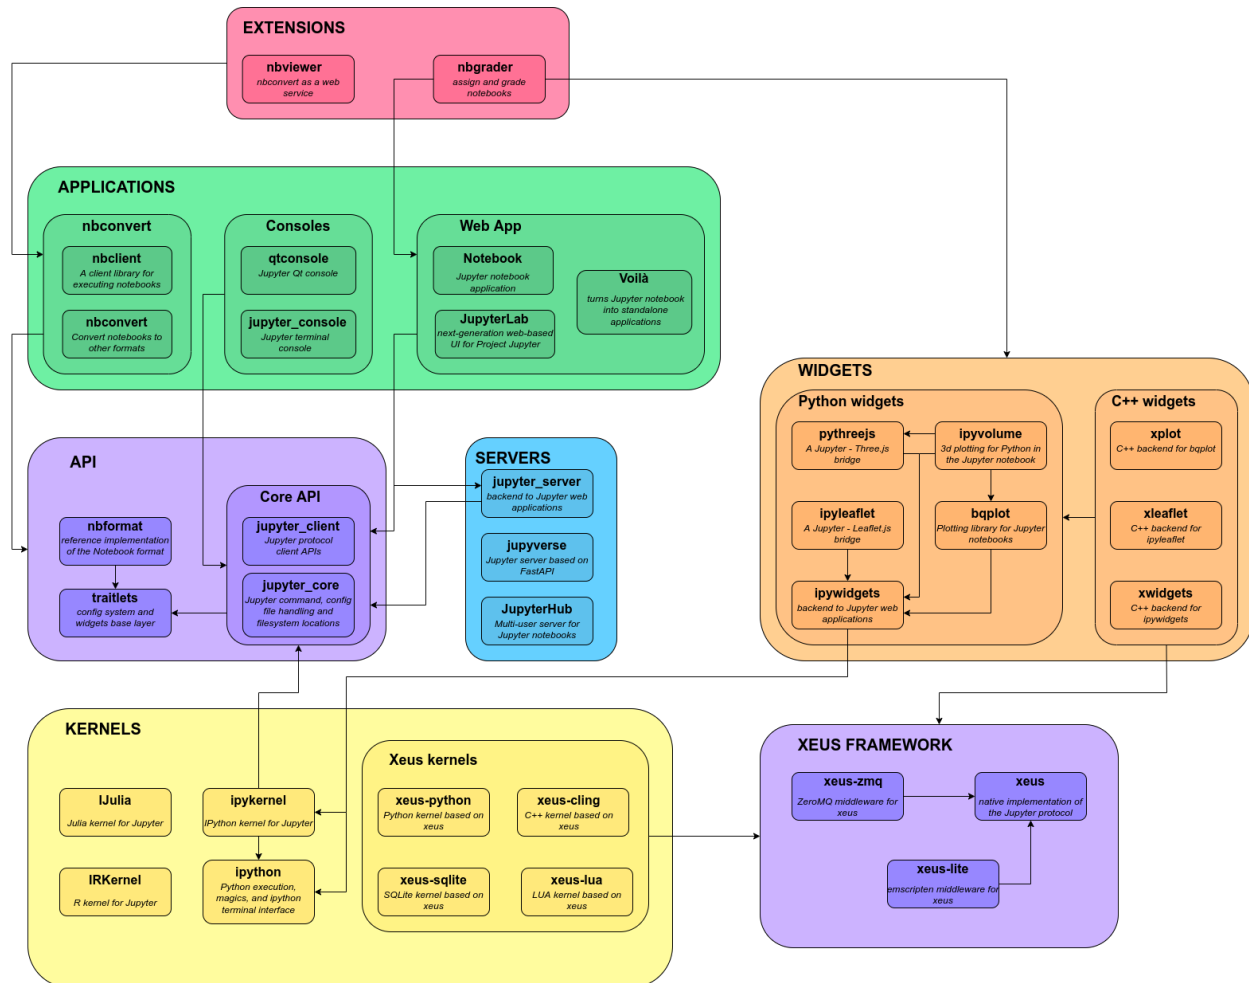 EXTENSIONS
nbviewer
nbconvert as a web
service
nbgrader
assign and grade
notebooks
APPLICATIONS
nbconvert
nbclient
A client library for
executing notebooks
nbconvert
Convert notebooks to
other formats
Consoles
qtconsole
Jupyter Qt console
jupyter_console
Jupyter terminal
console
Web App
Notebook
Jupyter notebook
application
JupyterLab
next-generation web-based
UI for Project Jupyter
Voilà
turns Jupyter notebook
into standalone
applications
API
nbformat
reference implementation
of the Notebook format
traitlets
config system and
widgets base layer
Core API
jupyter_client
Jupyter protocol
client APIs
jupyter_core
Jupyter command, config
file handling and
filesystem locations
SERVERS
jupyter_server
backend to Jupyter web
applications
jupyverse
Jupyter server based on
FastAPI
JupyterHub
Multi-user server for
Jupyter notebooks
WIDGETS
Python widgets
pythreejs
A Jupyter - Three.js
bridge
ipyvolume
3d plotting for Python in
the Jupyter notebook
ipyleaflet
A Jupyter - Leaflet.js
bridge
bqplot
Plotting library for Jupyter
notebooks
ipywidgets
backend to Jupyter web
applications
C++ widgets
xplot
C++ backend for bqplot
xleaflet
C++ backend for
ipyleaflet
xwidgets
C++ backend for
ipywidgets
KERNELS
IJulia
Julia kernel for Jupyter
ipykernel
IPython kernel for Jupyter
IRKernel
R kernel for Jupyter
ipython
Python execution,
magics, and ipython
terminal interface
Xeus kernels
xeus-python
Python kernel based on
xeus
xeus-cling
C++ kernel based on
xeus
xeus-sqlite
SQLite kernel based on
xeus
xeus-lua
LUA kernel based on
xeus
XEUS FRAMEWORK
xeus-zmq
ZeroMQ middleware for
xeus
xeus
native implementation of
the Jupyter protocol
xeus-lite
emscripten middleware for
xeus